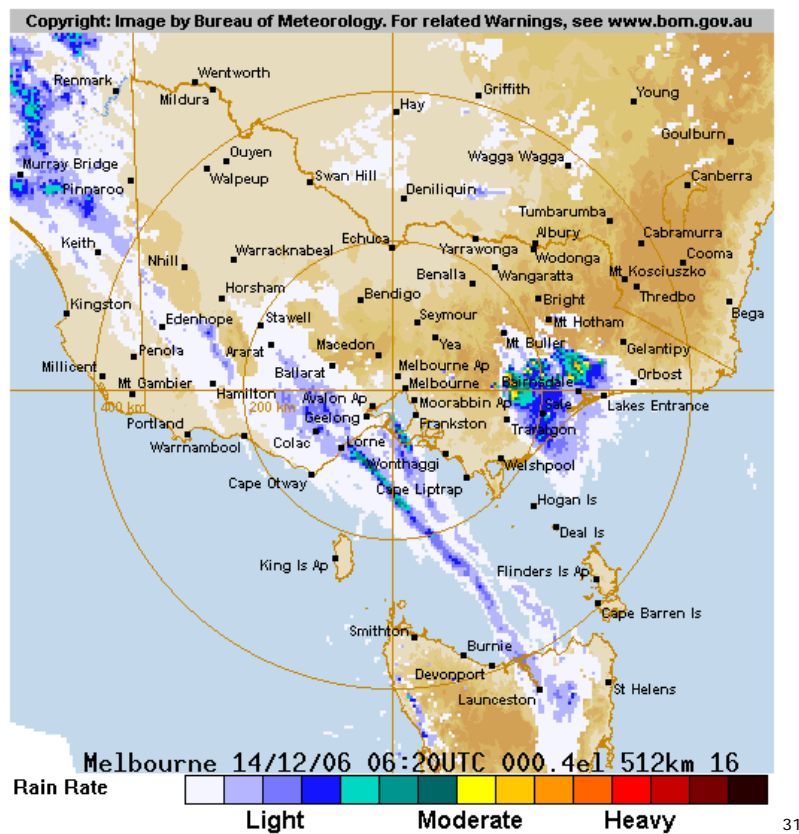 Copyright: Image by Bureau of Meteorology. For related Warnings, see www.bom.gov.au
Wentworth
Renmark
Mildura
Griffith
Young
Hay
Goulburn
Ouyen
Wagga Wagga
Murray Bridge
Walpeup
Swan Hill
Canberra
Pinnaroo
Deniliquin
Tumbarumba
Albury
Cabramurra
Keith
Echuca
Yarrawonga
Wodonga
Cooma
Nhill
Warracknabeal
Benalla
Wangaratta
Mt Kosciuszko
Horsham
Bendigo
Bright
Thredbo
Kingston
Edenhope
Stawell
Seymour
Mt Hotham
Bega
Penola
Ararat
Macedon
Yea
Mt Buller
Gelantipy
Millicent
Ballarat
Melbourne Ap
Mt Gambier
Melbourne
Bairnsdale
Orbost
Hamilton
Avalon Ap
Moorabbin Ap
Sale
Lakes Entrance
400 km
200 km
Geelong
Frankston
Portland
Traralgon
Warrnambool
Colac
Lorne
Wonthaggi
Welshpool
Cape Otway
Cape Liptrap
Hogan Is
Deal Is
King Is Ap
Flinders Is Ap
Cape Barren Is
Smithton
Burnie
Devonport
Launceston
St Helens
Melbourne 14/12/06 06:20UTC 000.4el 512km 16
Rain Rate
Light Moderate Heavy
31